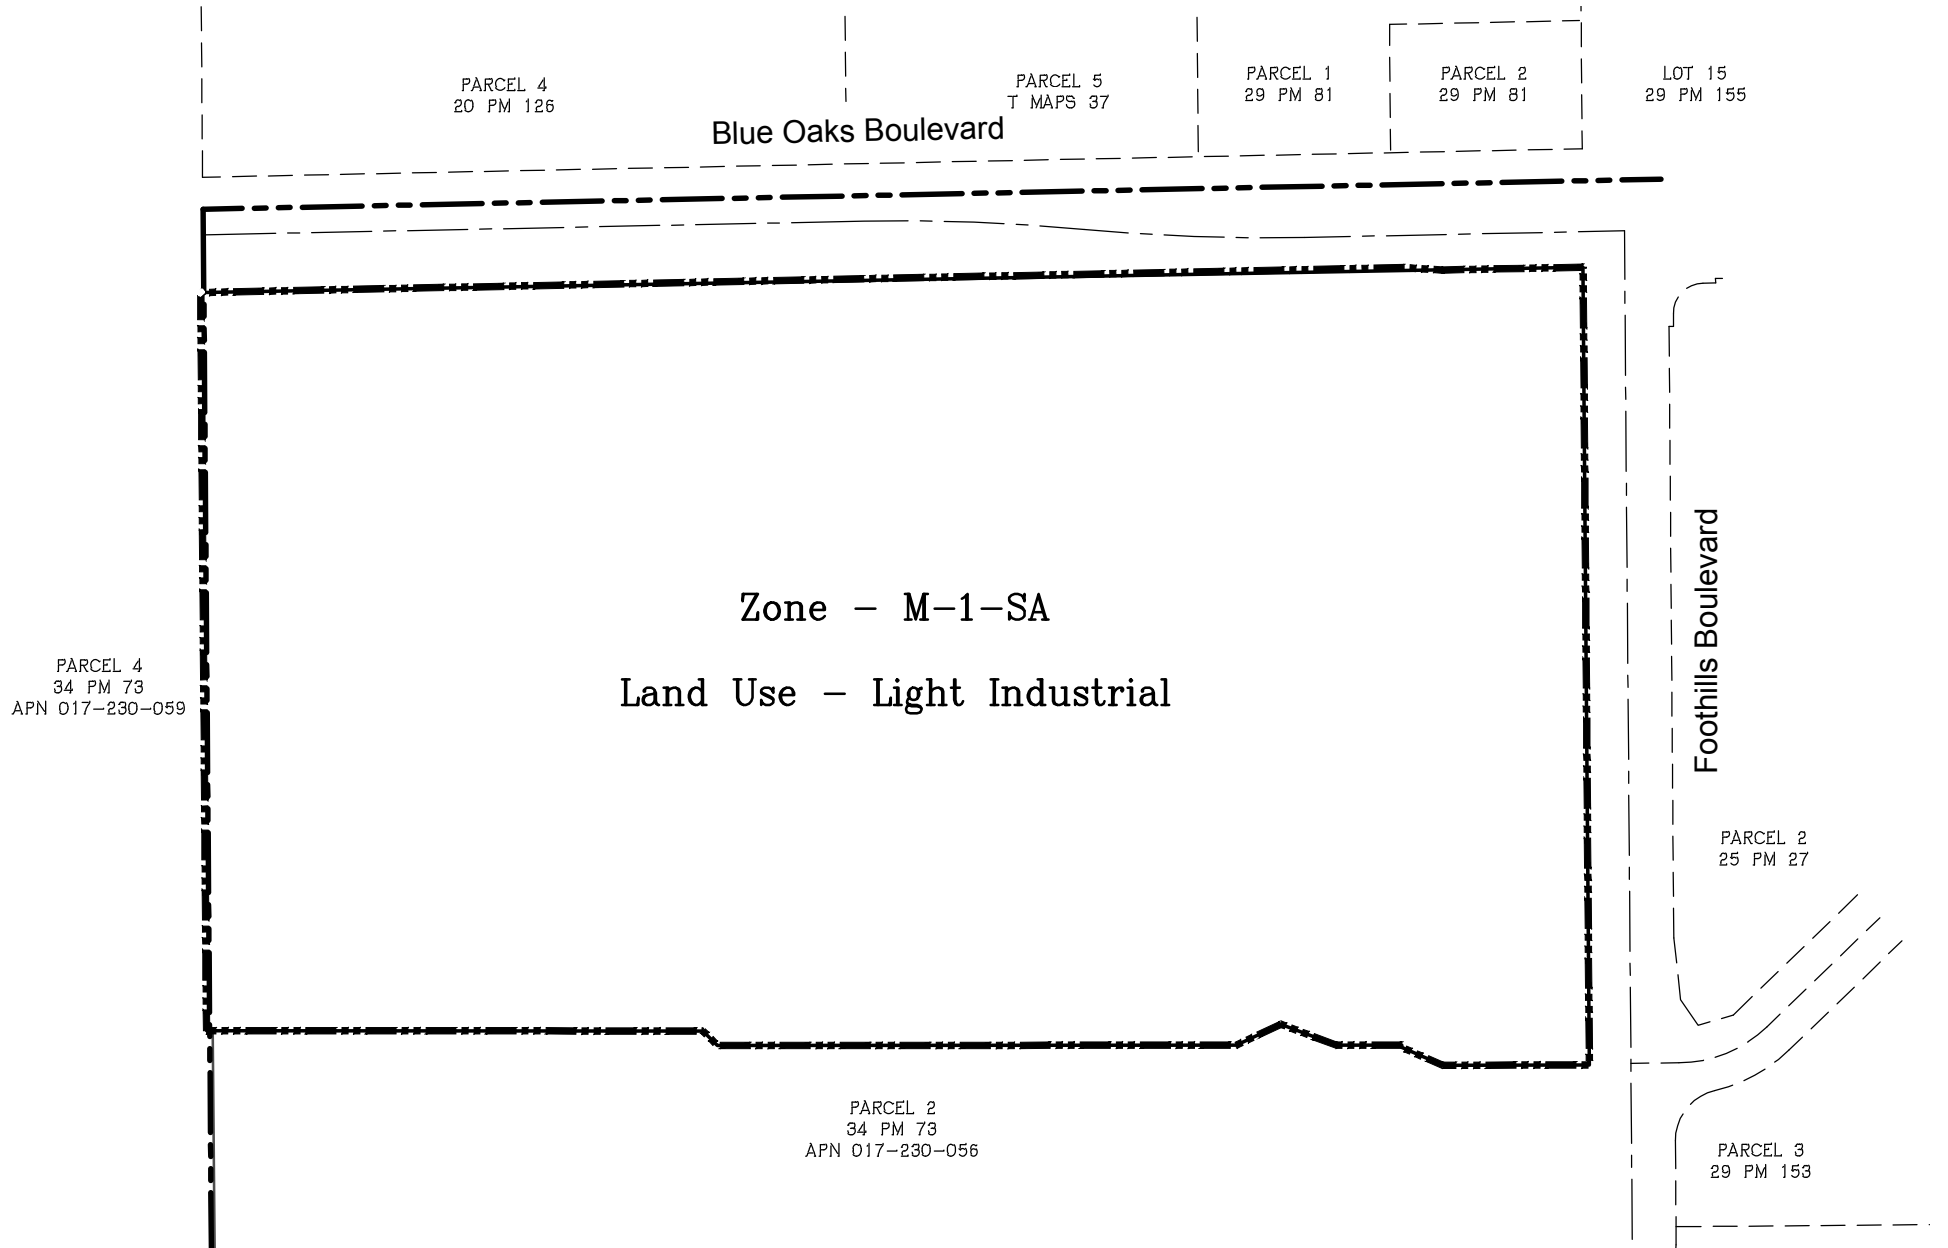 PARCEL 4
20 PM 126
PARCEL 5
T MAPS 37
PARCEL 1
29 PM 81
PARCEL 2
29 PM 81
LOT 15
29 PM 155
Blue Oaks Boulevard
Zone - M-1-SA
Land Use - Light Industrial
PARCEL 4
34 PM 73
APN 017-230-059
Foothills Boulevard
PARCEL 2
25 PM 27
PARCEL 2
34 PM 73
APN 017-230-056
PARCEL 3
29 PM 153